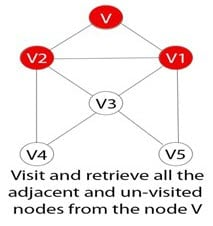 V
V2 V1
V3
V4 V5
Visit and retrieve all the
adjacent and un-visited
nodes from the node V